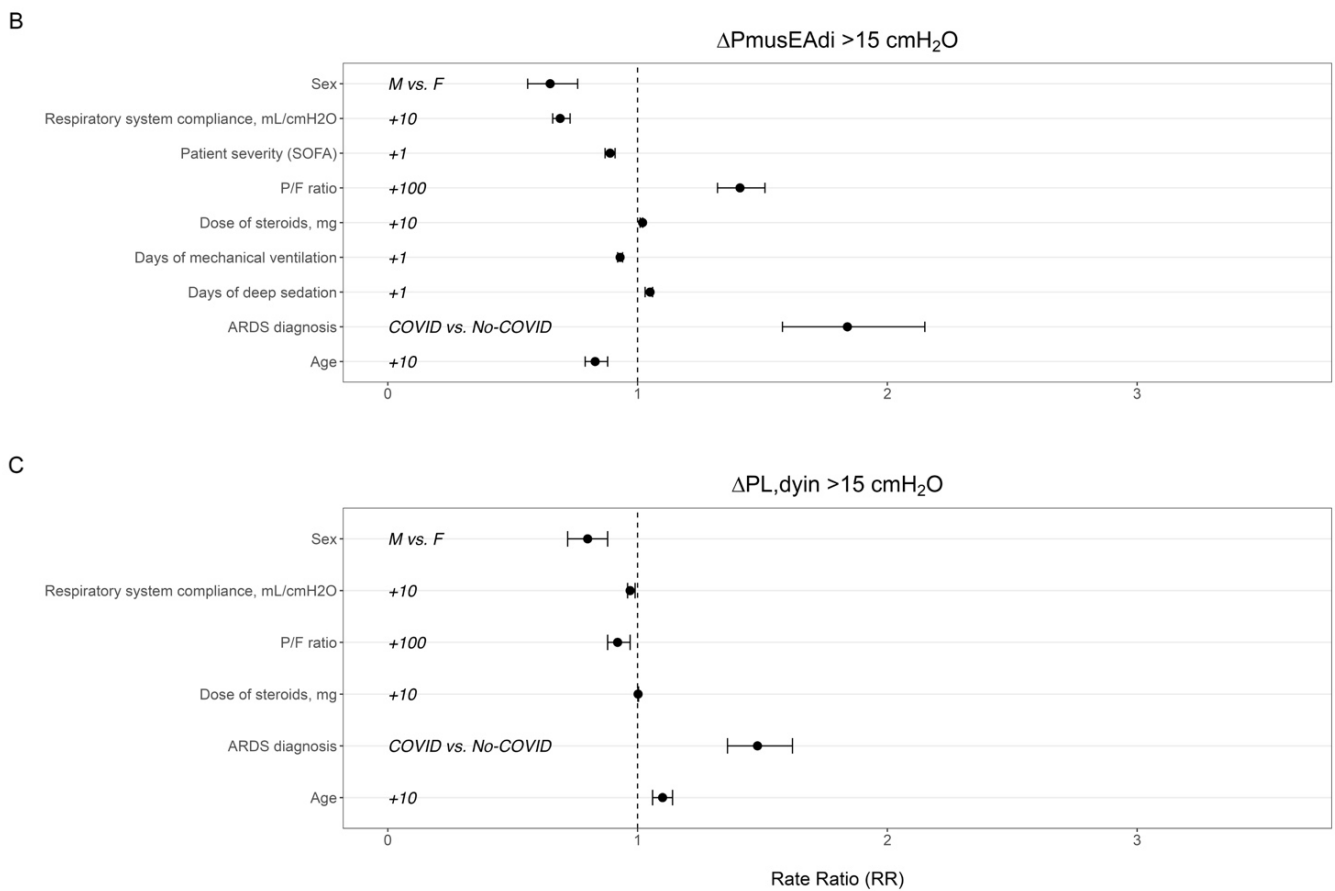 B
ΔPmusEAdi >15 cmH₂O
Sex M vs. F
Respiratory system compliance, mL/cmH2O +10
Patient severity (SOFA) +1
P/F ratio +100
Dose of steroids, mg +10
Days of mechanical ventilation +1
Days of deep sedation +1
ARDS diagnosis COVID vs. No-COVID
Age +10
0 1 2 3
C
ΔPL,dyin >15 cmH₂O
Sex M vs. F
Respiratory system compliance, mL/cmH2O +10
P/F ratio +100
Dose of steroids, mg +10
ARDS diagnosis COVID vs. No-COVID
Age +10
0 1 2 3
Rate Ratio (RR)